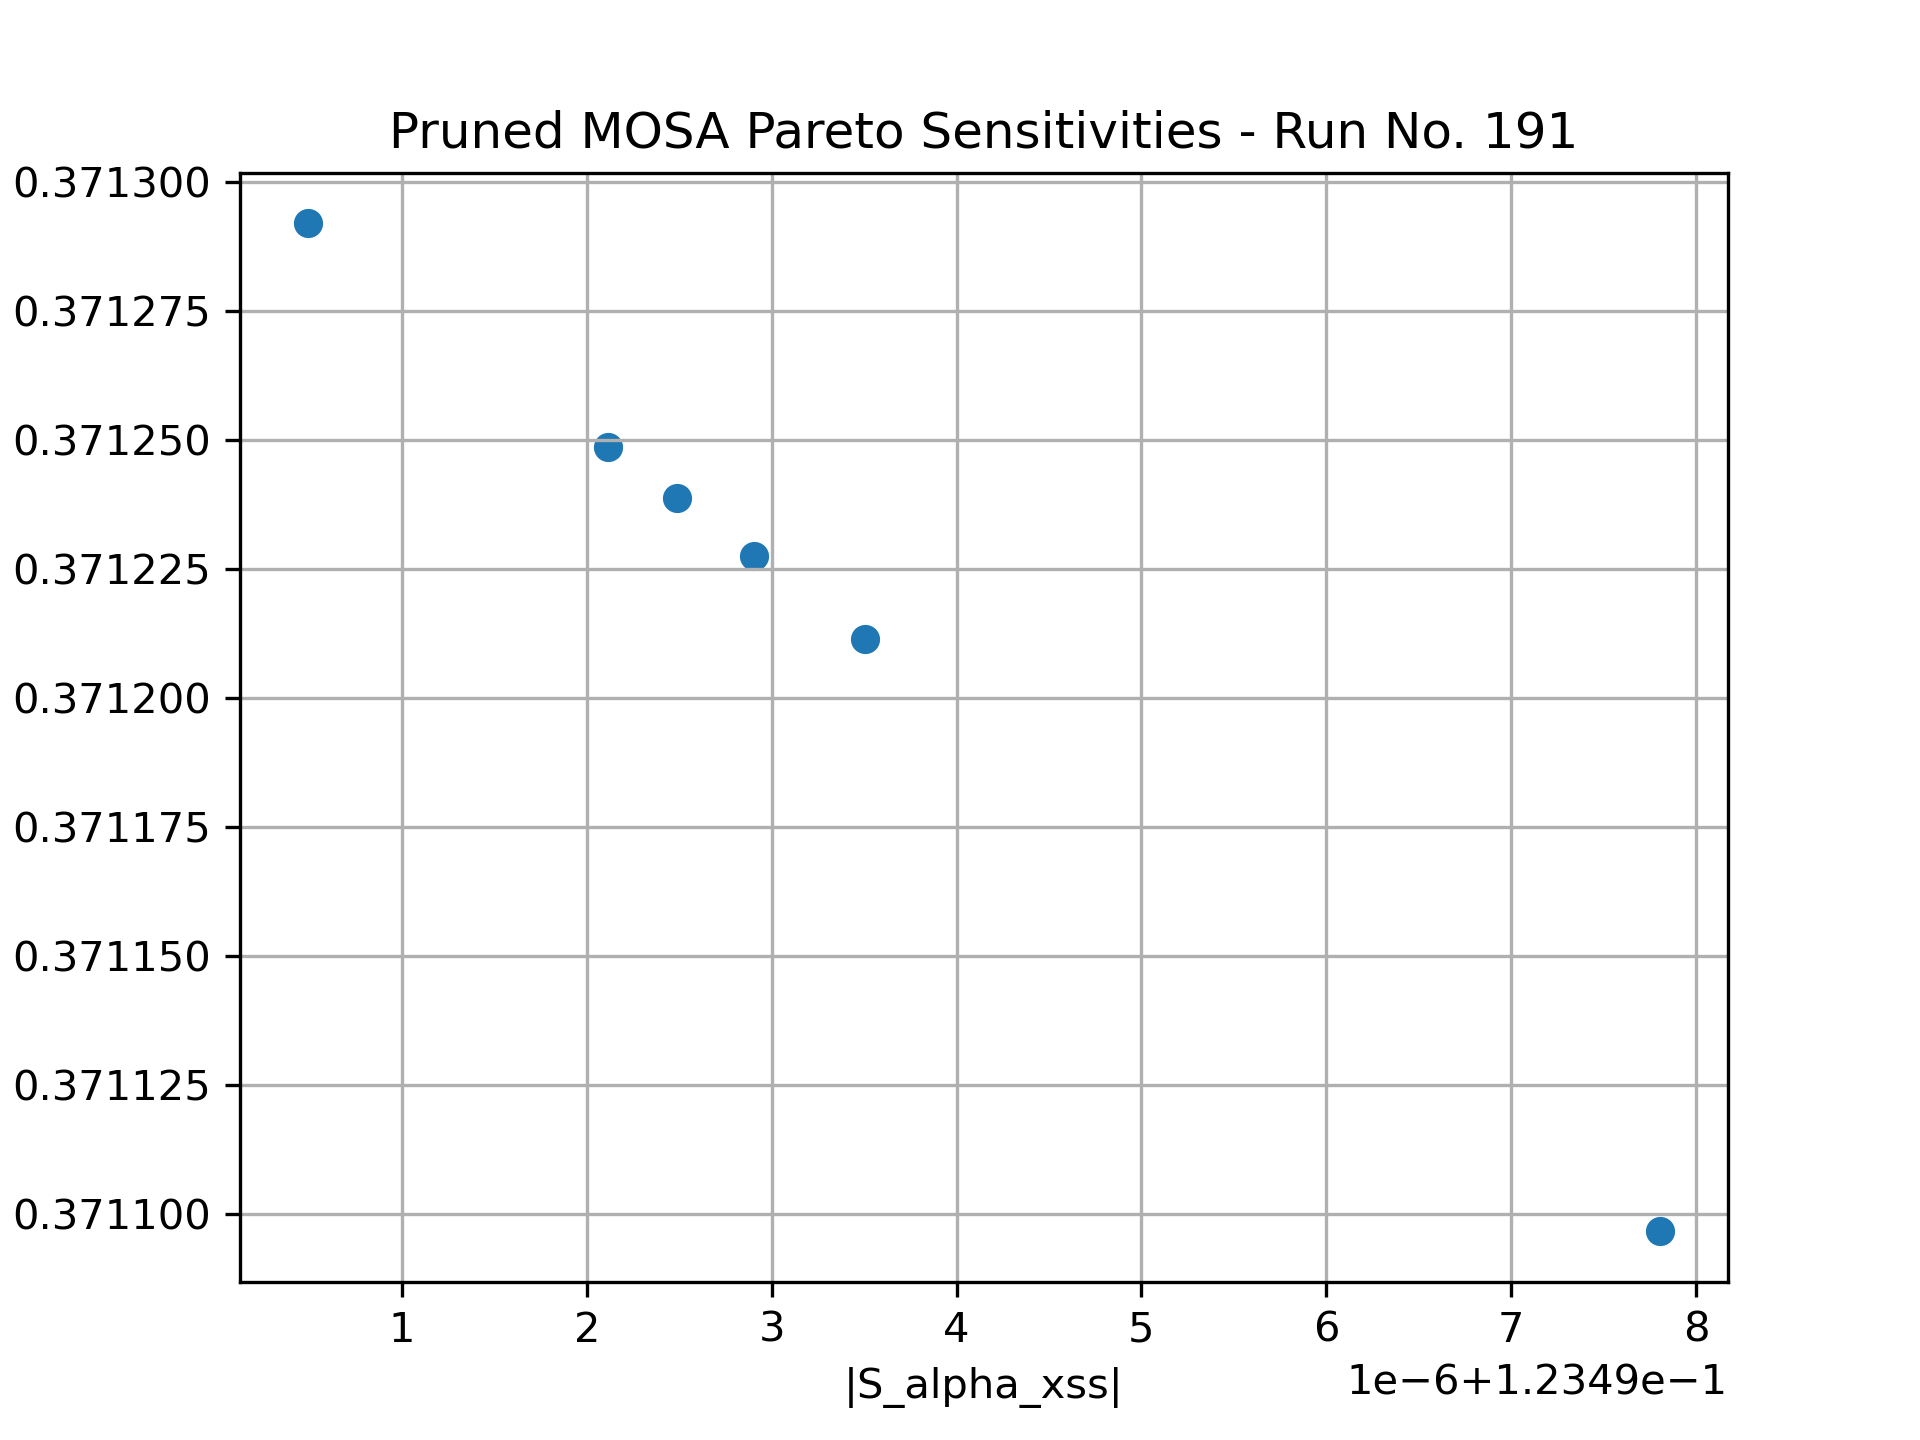 Pruned MOSA Pareto Sensitivities - Run No. 191
0.371300
0.371275
0.371250
0.371225
0.371200
0.371175
0.371150
0.371125
0.371100
1 2 3 4 5 6 7 8
|S_alpha_xss|
1e−6+1.2349e−1